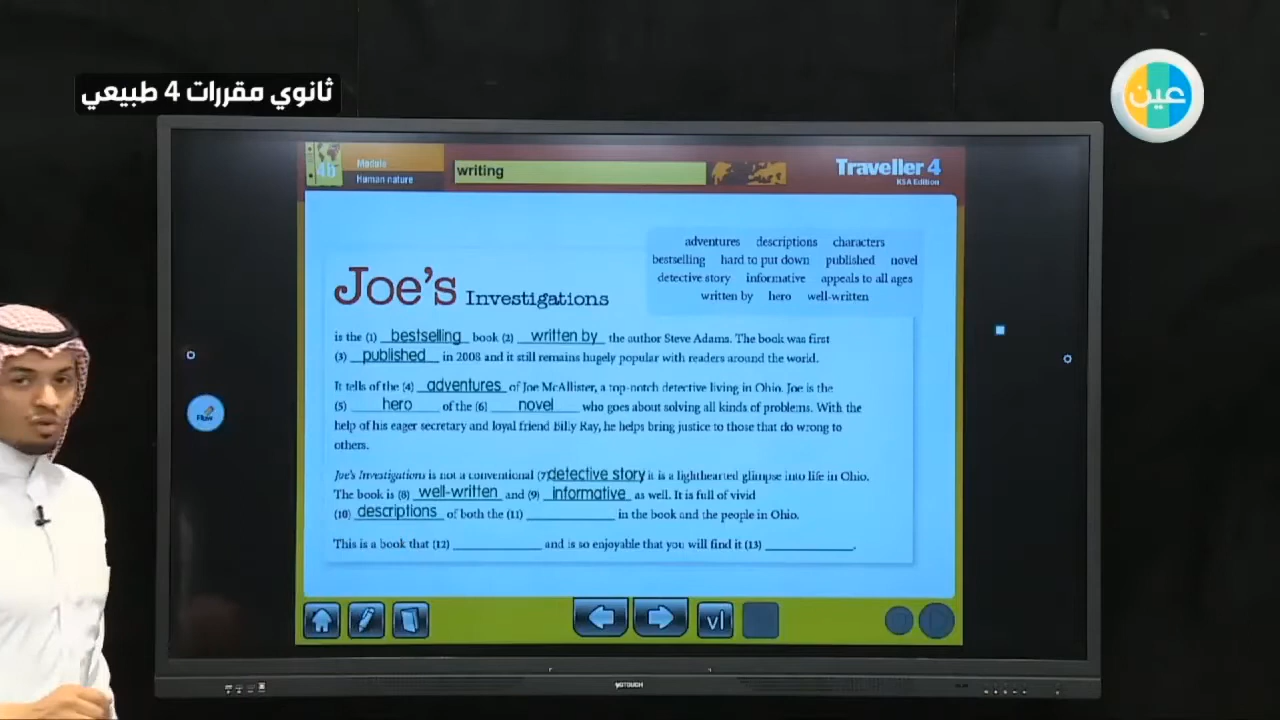 ثانوي مقررات 4 طبيعي
عين
4b
Module
Human nature
writing
Traveller 4
KSA Edition
adventures descriptions characters
bestselling hard to put down published novel
detective story informative appeals to all ages
written by hero well-written
Joe's Investigations
is the (1) bestselling book (2) written by the author Steve Adams. The book was first
(3) published in 2008 and it still remains hugely popular with readers around the world.
It tells of the (4) adventures of Joe McAllister, a top-notch detective living in Ohio. Joe is the
(5) hero of the (6) novel who goes about solving all kinds of problems. With the
help of his eager secretary and loyal friend Billy Ray, he helps bring justice to those that do wrong to
others.
Joe's Investigations is not a conventional (7) detective story it is a lighthearted glimpse into life in Ohio.
The book is (8) well-written and (9) informative as well. It is full of vivid
(10) descriptions of both the (11) ____________ in the book and the people in Ohio.
This is a book that (12) ____________ and is so enjoyable that you will find it (13) ____________.